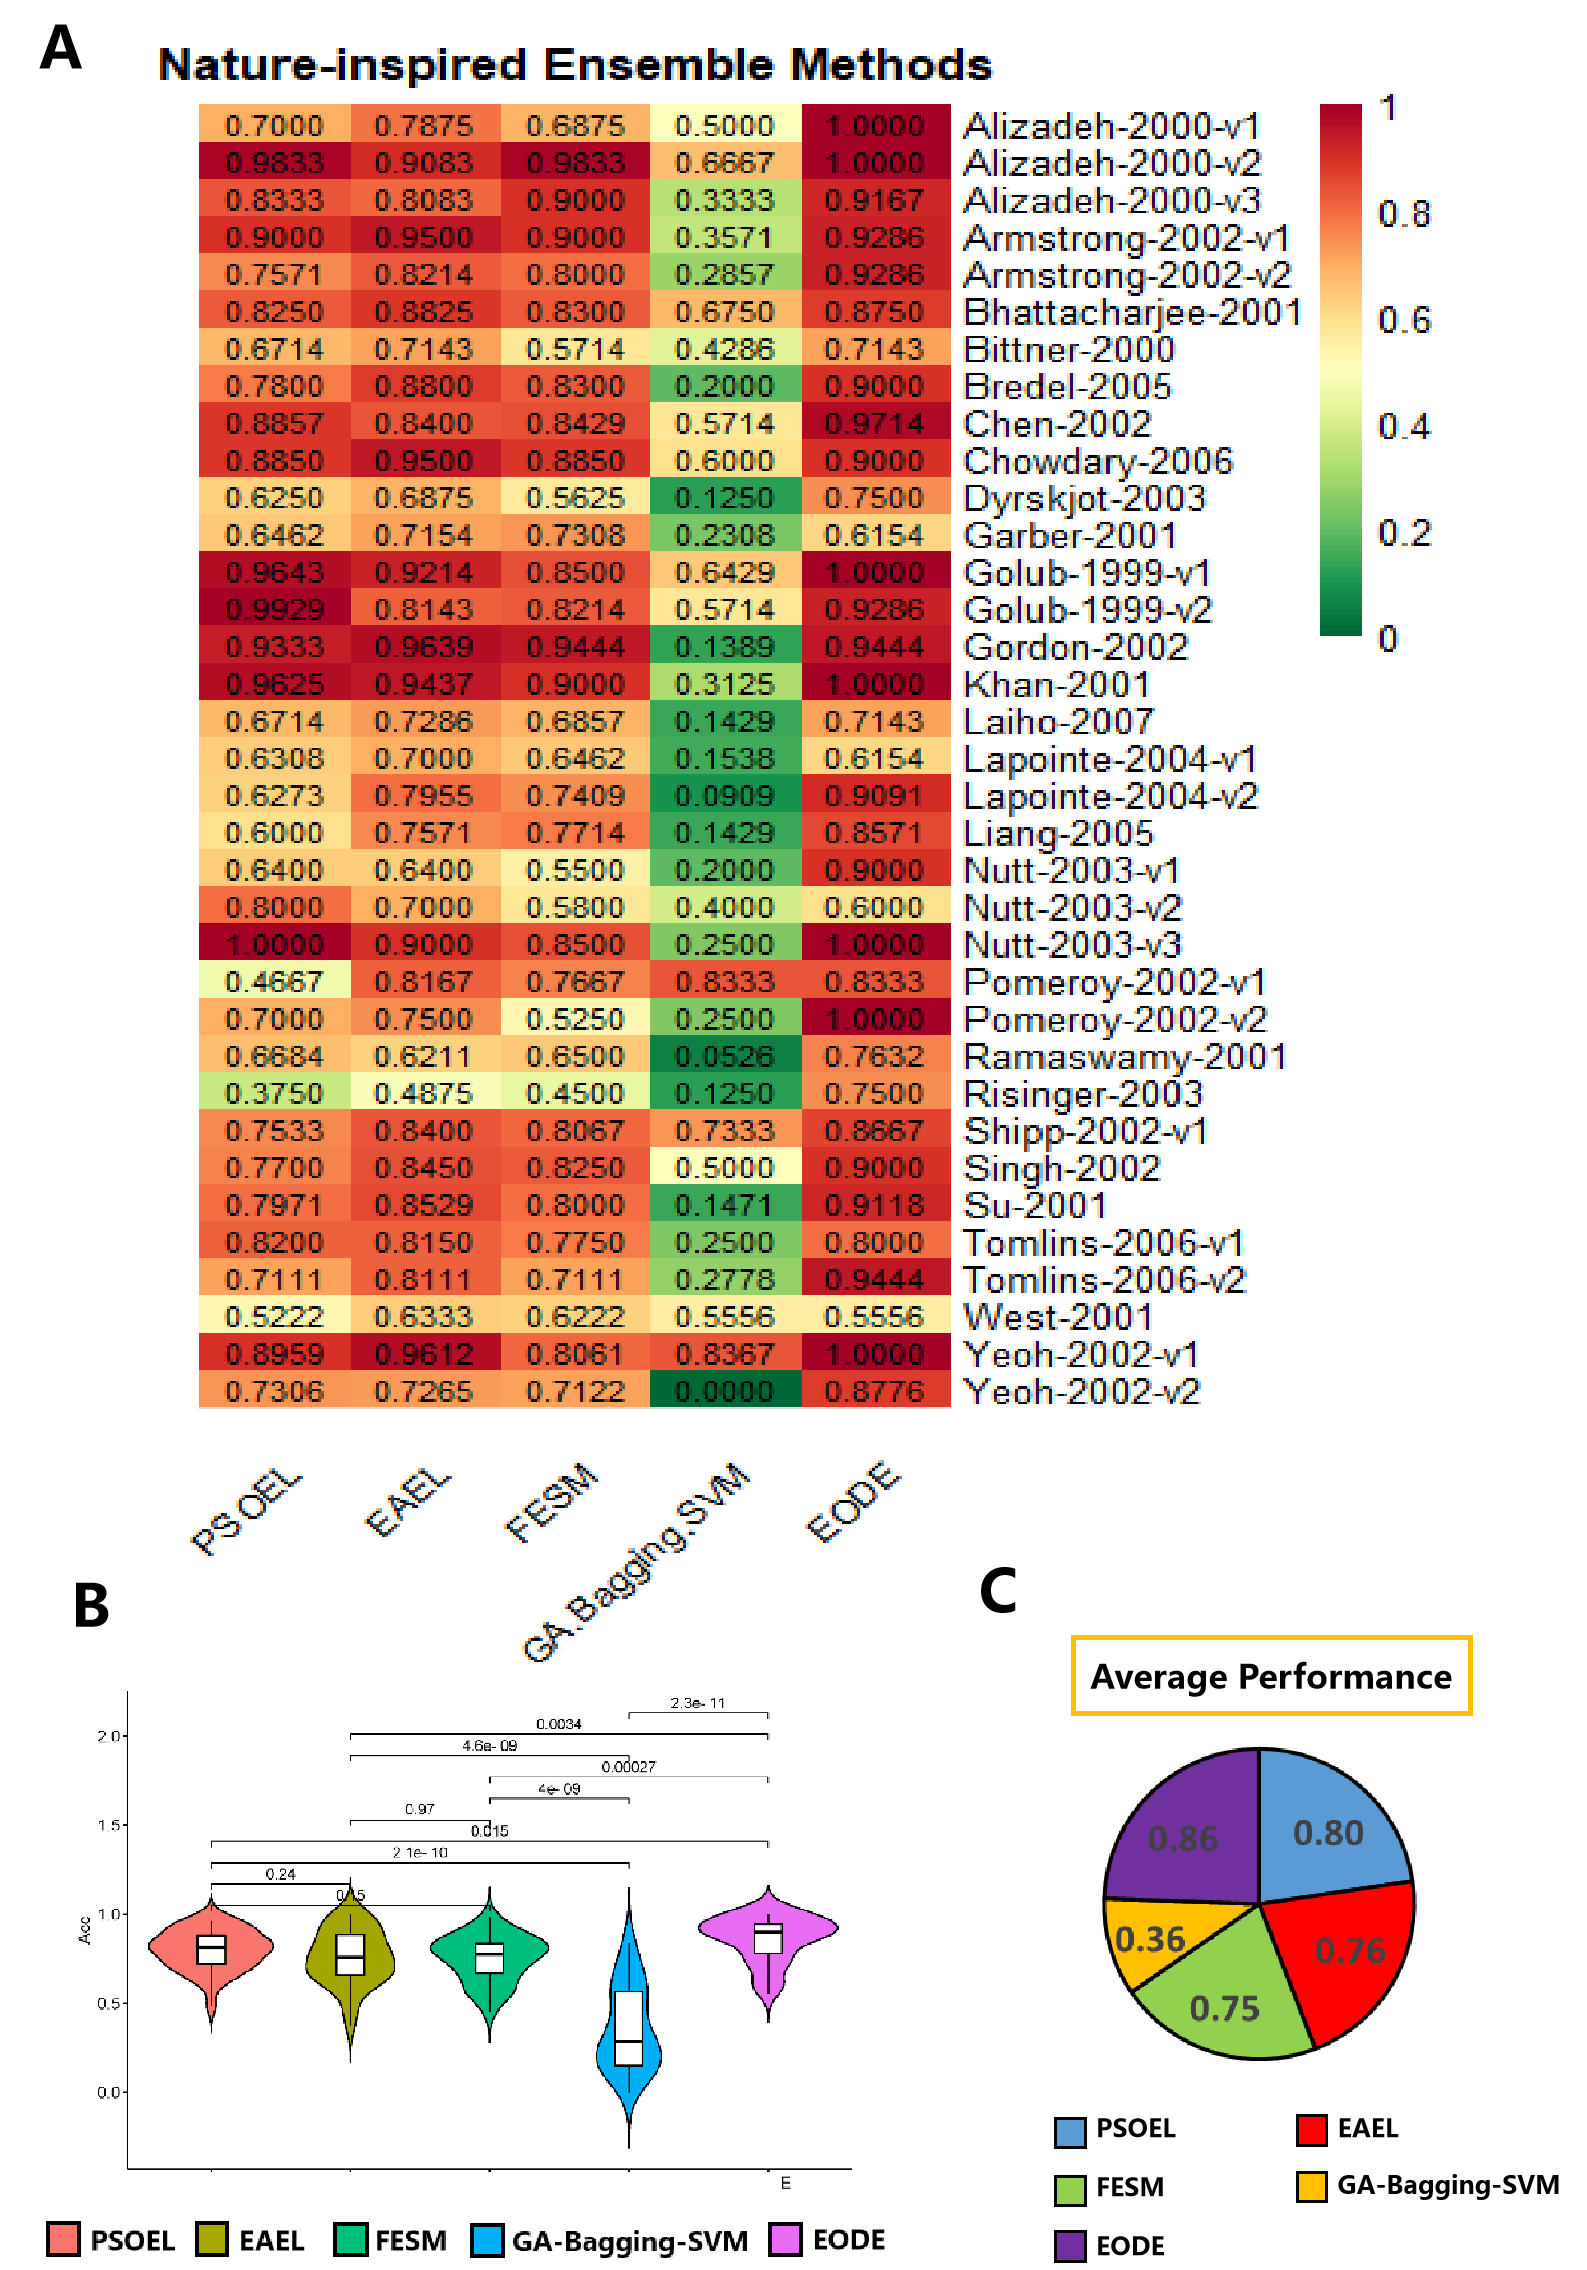 A
Nature-inspired Ensemble Methods
0.7000 0.7875 0.6875 0.5000 1.0000 Alizadeh-2000-v1
0.9833 0.9083 0.9833 0.6667 1.0000 Alizadeh-2000-v2
0.8333 0.8083 0.9000 0.3333 0.9167 Alizadeh-2000-v3
0.9000 0.9500 0.9000 0.3571 0.9286 Armstrong-2002-v1
0.7571 0.8214 0.8000 0.2857 0.9286 Armstrong-2002-v2
0.8250 0.8825 0.8300 0.6750 0.8750 Bhattacharjee-2001
0.6714 0.7143 0.5714 0.4286 0.7143 Bittner-2000
0.7800 0.8800 0.8300 0.2000 0.9000 Bredel-2005
0.8857 0.8400 0.8429 0.5714 0.9714 Chen-2002
0.8850 0.9500 0.8850 0.6000 0.9000 Chowdary-2006
0.6250 0.6875 0.5625 0.1250 0.7500 Dyrskjot-2003
0.6462 0.7154 0.7308 0.2308 0.6154 Garber-2001
0.9643 0.9214 0.8500 0.6429 1.0000 Golub-1999-v1
0.9929 0.8143 0.8214 0.5714 0.9286 Golub-1999-v2
0.9333 0.9639 0.9444 0.1389 0.9444 Gordon-2002
0.9625 0.9437 0.9000 0.3125 1.0000 Khan-2001
0.6714 0.7286 0.6857 0.1429 0.7143 Laiho-2007
0.6308 0.7000 0.6462 0.1538 0.6154 Lapointe-2004-v1
0.6273 0.7955 0.7409 0.0909 0.9091 Lapointe-2004-v2
0.6000 0.7571 0.7714 0.1429 0.8571 Liang-2005
0.6400 0.6400 0.5500 0.2000 0.9000 Nutt-2003-v1
0.8000 0.7000 0.5800 0.4000 0.6000 Nutt-2003-v2
1.0000 0.9000 0.8500 0.2500 1.0000 Nutt-2003-v3
0.4667 0.8167 0.7667 0.8333 0.8333 Pomeroy-2002-v1
0.7000 0.7500 0.5250 0.2500 1.0000 Pomeroy-2002-v2
0.6684 0.6211 0.6500 0.0526 0.7632 Ramaswamy-2001
0.3750 0.4875 0.4500 0.1250 0.7500 Risinger-2003
0.7533 0.8400 0.8067 0.7333 0.8667 Shipp-2002-v1
0.7700 0.8450 0.8250 0.5000 0.9000 Singh-2002
0.7971 0.8529 0.8000 0.1471 0.9118 Su-2001
0.8200 0.8150 0.7750 0.2500 0.8000 Tomlins-2006-v1
0.7111 0.8111 0.7111 0.2778 0.9444 Tomlins-2006-v2
0.5222 0.6333 0.6222 0.5556 0.5556 West-2001
0.8959 0.9612 0.8061 0.8367 1.0000 Yeoh-2002-v1
0.7306 0.7265 0.7122 0.0000 0.8776 Yeoh-2002-v2
1
0.8
0.6
0.4
0.2
0
PSOEL EAEL FESM GA.Bagging.SVM EODE
B
2.3e-11
0.0034
4.6e-09
0.00027
4e-09
0.97
0.015
2.1e-10
0.24
2.0
1.5
1.0
0.5
0.0
Acc
E
PSOEL EAEL FESM GA-Bagging-SVM EODE
C
Average Performance
0.86 0.80
0.36 0.76
0.75
PSOEL EAEL
FESM GA-Bagging-SVM
EODE